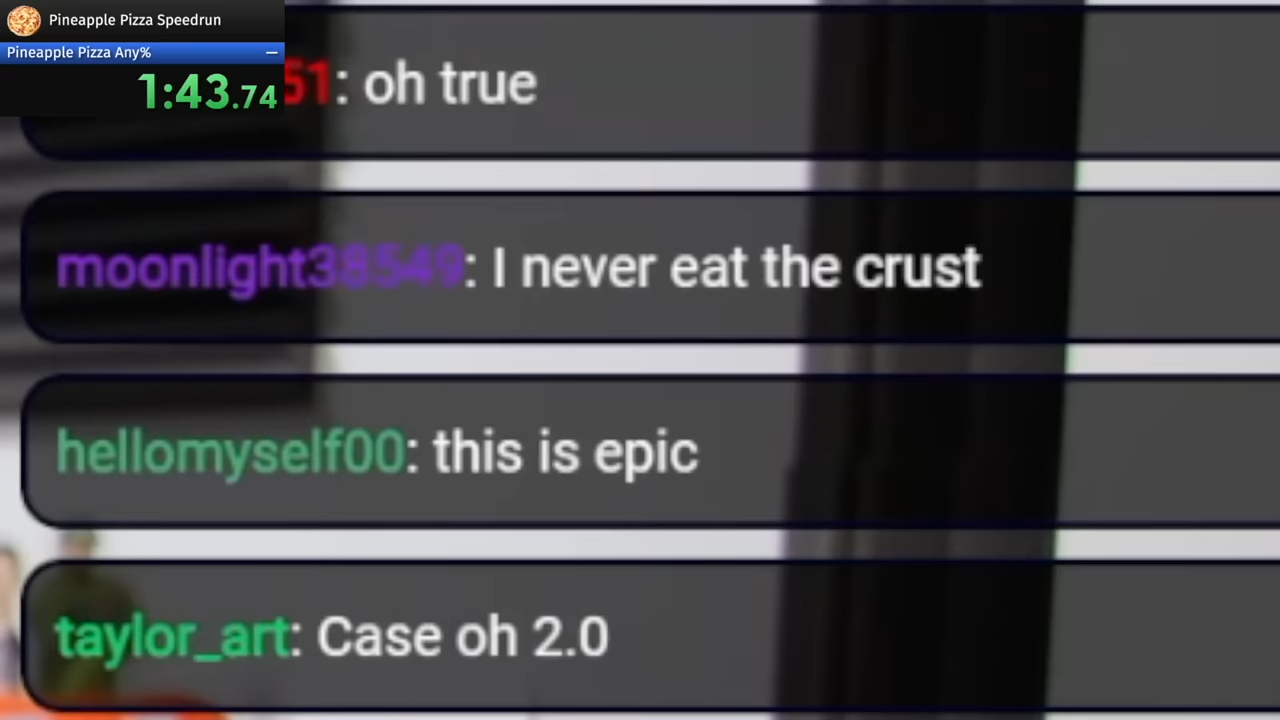 Pineapple Pizza Speedrun
Pineapple Pizza Any% —
1:43.74
51: oh true
moonlight38549: I never eat the crust
hellomyself00: this is epic
taylor_art: Case oh 2.0